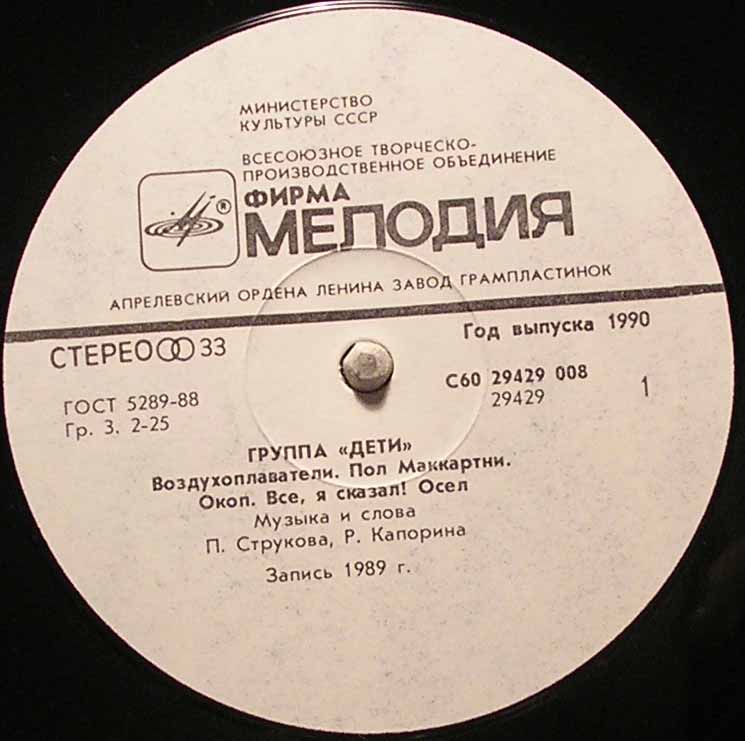 МИНИСТЕРСТВО
КУЛЬТУРЫ СССР
ВСЕСОЮЗНОЕ ТВОРЧЕСКО-
ПРОИЗВОДСТВЕННОЕ ОБЪЕДИНЕНИЕ
®
ФИРМА
МЕЛОДИЯ
АПРЕЛЕВСКИЙ ОРДЕНА ЛЕНИНА ЗАВОД ГРАМПЛАСТИНОК
СТЕРЕО 33
Год выпуска 1990
ГОСТ 5289-88
Гр. 3. 2-25
С60 29429 008
29429
1
ГРУППА «ДЕТИ»
Воздухоплаватели. Пол Маккартни.
Окоп. Все, я сказал! Осел
Музыка и слова
П. Струкова, Р. Капорина
Запись 1989 г.